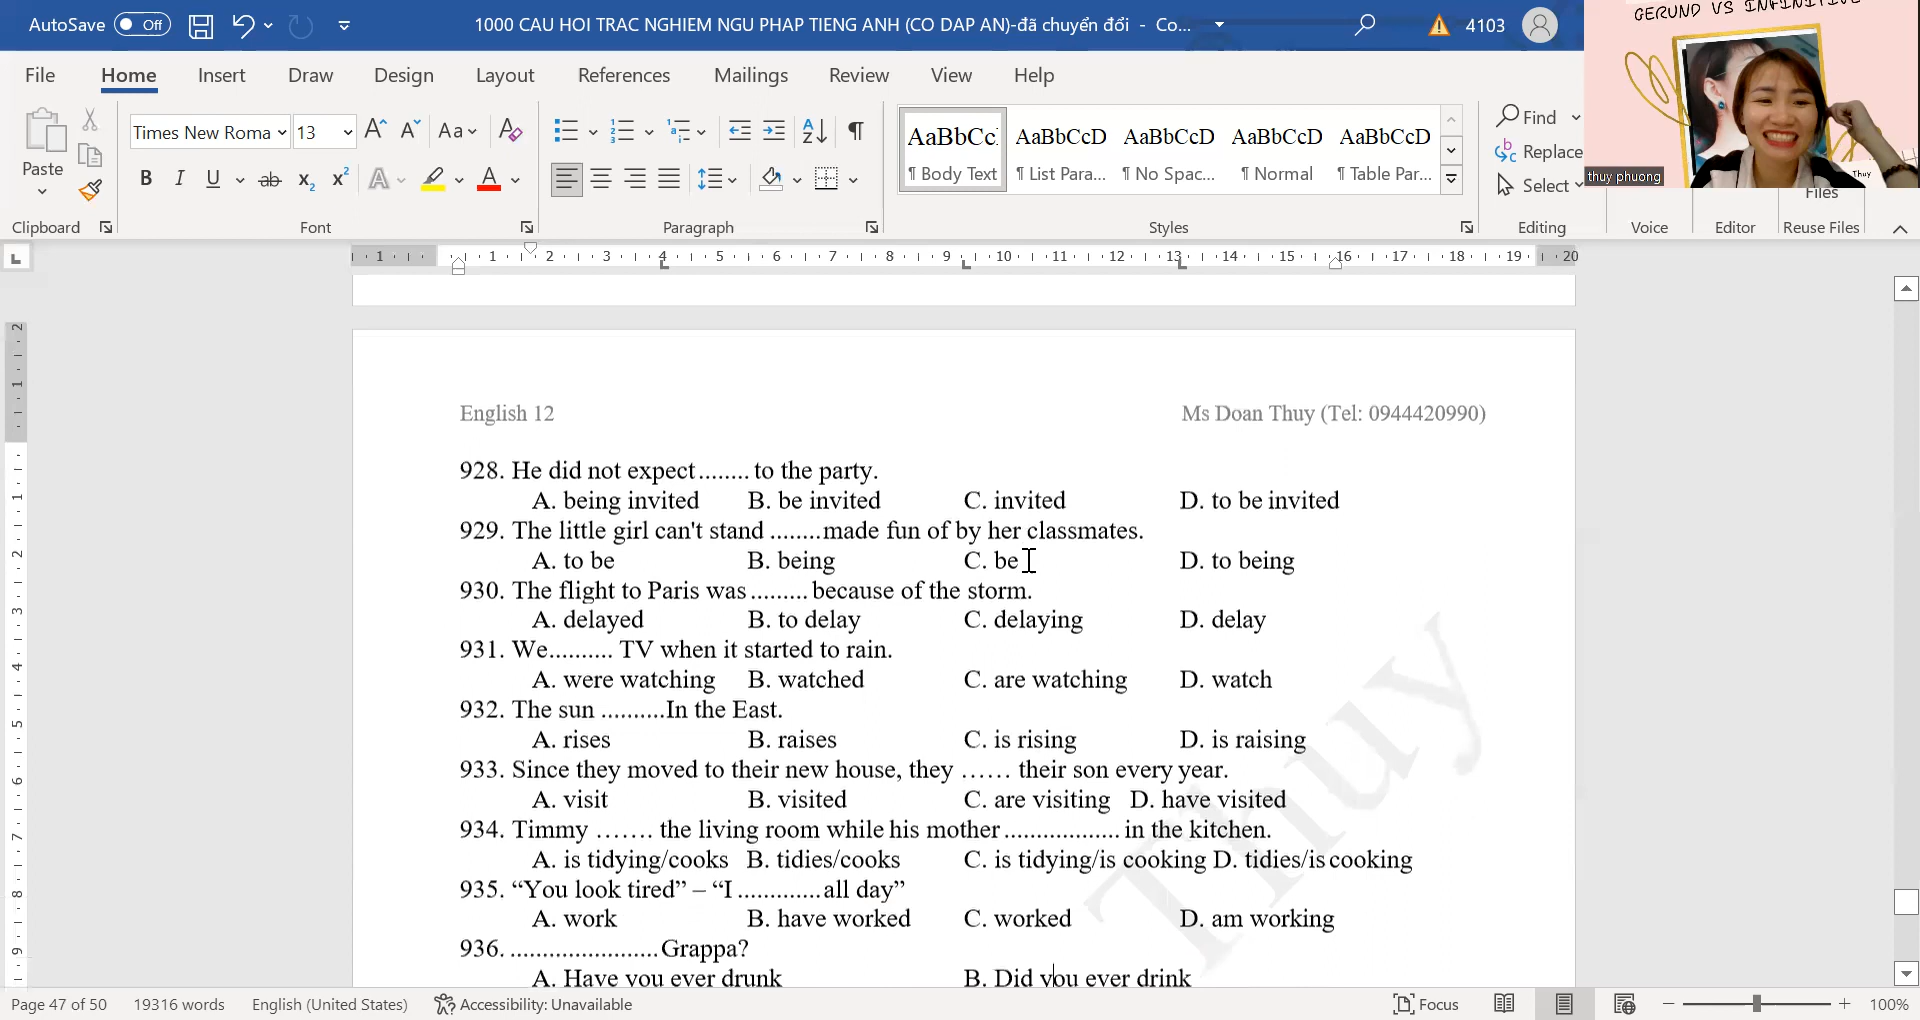 AutoSave Off 1000 CAU HOI TRAC NGHIEM NGU PHAP TIENG ANH (CO DAP AN)-đã chuyển đổi - Co... 4103
GERUND VS INFINITIVE
File Home Insert Draw Design Layout References Mailings Review View Help
Times New Roma 13
Paste
AaBbCc AaBbCcD AaBbCcD AaBbCcD AaBbCcD
¶ Body Text ¶ List Para... ¶ No Spac... ¶ Normal ¶ Table Par...
Find
Replace
Select
thuy phuong
Thuy
Files
Clipboard Font Paragraph Styles Editing Voice Editor Reuse Files
English 12 Ms Doan Thuy (Tel: 0944420990)
928. He did not expect........ to the party.
A. being invited B. be invited C. invited D. to be invited
929. The little girl can't stand ........made fun of by her classmates.
A. to be B. being C. be D. to being
930. The flight to Paris was......... because of the storm.
A. delayed B. to delay C. delaying D. delay
931. We.......... TV when it started to rain.
A. were watching B. watched C. are watching D. watch
932. The sun ..........In the East.
A. rises B. raises C. is rising D. is raising
933. Since they moved to their new house, they …… their son every year.
A. visit B. visited C. are visiting D. have visited
934. Timmy ……. the living room while his mother.................. in the kitchen.
A. is tidying/cooks B. tidies/cooks C. is tidying/is cooking D. tidies/is cooking
935. “You look tired” – “I .............all day”
A. work B. have worked C. worked D. am working
936. ....................... Grappa?
A. Have you ever drunk B. Did you ever drink
Thuy
Page 47 of 50 19316 words English (United States) Accessibility: Unavailable Focus 100%